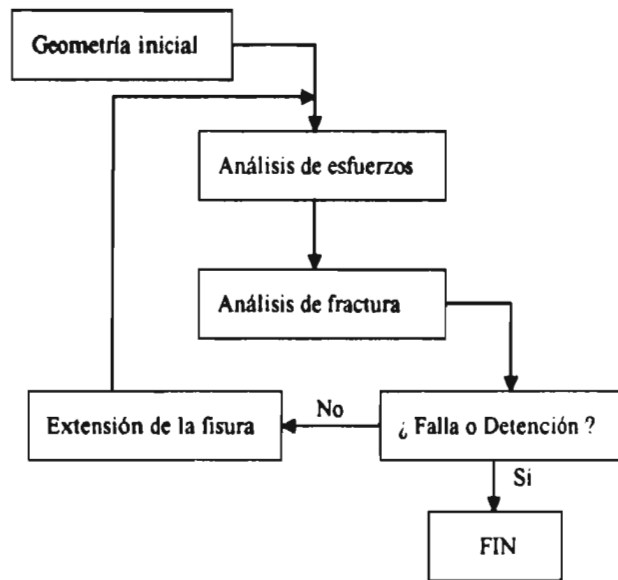 Geometría inicial
Análisis de esfuerzos
Análisis de fractura
Extensión de la fisura
No
¿ Falla o Detención ?
Si
FIN